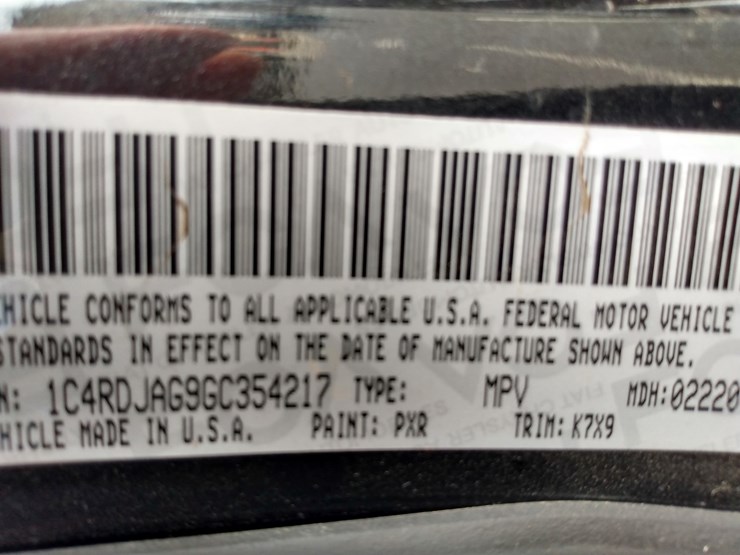 HICLE CONFORMS TO ALL APPLICABLE U.S.A. FEDERAL MOTOR VEHICLE
STANDARDS IN EFFECT ON THE DATE OF MANUFACTURE SHOWN ABOVE.
N: 1C4RDJAG9GC354217 TYPE: MPV MDH:02220
HICLE MADE IN U.S.A. PAINT: PXR TRIM: K7X9